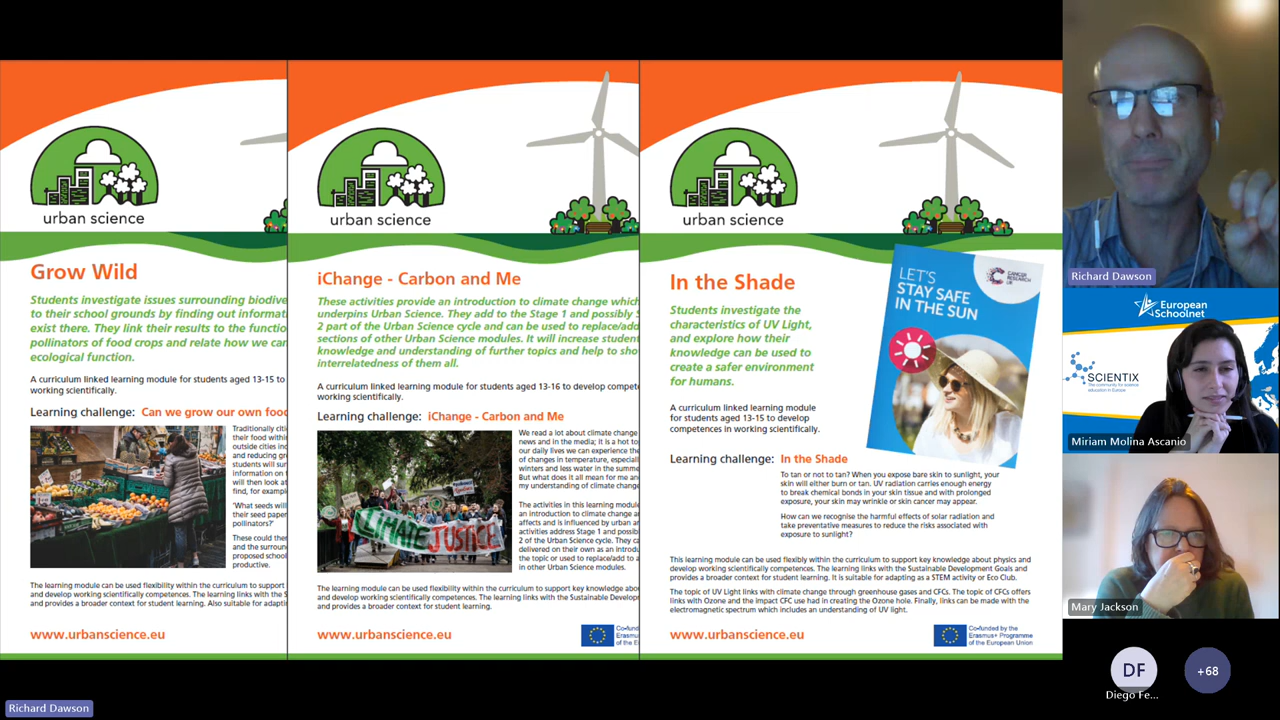 urban science
Grow Wild
Students investigate issues surrounding biodive
to their school grounds by finding out informat
exist there. They link their results to the functio
pollinators of food crops and relate how we can
ecological function.
A curriculum linked learning module for students aged 13-15 to
working scientifically.
Learning challenge: Can we grow our own food
Traditionally citi
their food within
outside cities inc
and reducing gr
students will sur
information on t
will then look at
find, for example
'What seeds will
their seed paper
pollinators?'
These could the
and the surroun
proposed schoo
productive.
The learning module can be used flexibility within the curriculum to support
and develop working scientifically competences. The learning links with the S
and provides a broader context for student learning. Also suitable for adapti
www.urbanscience.eu
urban science
iChange - Carbon and Me
These activities provide an introduction to climate change which
underpins Urban Science. They add to the Stage 1 and possibly S
2 part of the Urban Science cycle and can be used to replace/add
sections of other Urban Science modules. It will increase student
knowledge and understanding of further topics and help to sho
interrelatedness of them all.
A curriculum linked learning module for students aged 13-16 to develop compete
working scientifically.
Learning challenge: iChange - Carbon and Me
CLIMATE JUSTICE
We read a lot about climate change
news and in the media; it is a hot to
our daily lives we can experience the
of changes in temperature, especial
winters and less water in the summe
But what does it all mean for me an
my understanding of climate change
The activities in this learning module
an introduction to climate change a
affects and is influenced by urban ar
activities address Stage 1 and possib
2 of the Urban Science cycle. They ca
delivered on their own as an introdu
the topic or used to replace/add to a
in other Urban Science modules.
The learning module can be used flexibly within the curriculum to support key knowledge abou
and develop working scientifically competences. The learning links with the Sustainable Develop
and provides a broader context for student learning.
www.urbanscience.eu
Co-fund
Erasmus
of the E
urban science
In the Shade
Students investigate the
characteristics of UV Light,
and explore how their
knowledge can be used to
create a safer environment
for humans.
LET'S
STAY SAFE
IN THE SUN
CANCER
RESEARCH
UK
A curriculum linked learning module
for students aged 13-15 to develop
competences in working scientifically.
Learning challenge: In the Shade
To tan or not to tan? When you expose bare skin to sunlight, your
skin will either burn or tan. UV radiation carries enough energy
to break chemical bonds in your skin tissue and with prolonged
exposure, your skin may wrinkle or skin cancer may appear.
How can we recognise the harmful effects of solar radiation and
take preventative measures to reduce the risks associated with
exposure to sunlight?
This learning module can be used flexibly within the curriculum to support key knowledge about physics and
develop working scientifically competences. The learning links with the Sustainable Development Goals and
provides a broader context for student learning. It is suitable for adapting as a STEM activity or Eco Club.
The topic of UV Light links with climate change through greenhouse gases and CFCs. The topic of CFCs offers
links with Ozone and the impact CFC use had in creating the Ozone hole. Finally, links can be made with the
electromagnetic spectrum which includes an understanding of UV light.
www.urbanscience.eu
Co-funded by the
Erasmus+ Programme
of the European Union
Richard Dawson
European
Schoolnet
SCIENTIX
The community for science
education in Europe
Miriam Molina Ascanio
Mary Jackson
DF
Diego Fe...
+68
Richard Dawson